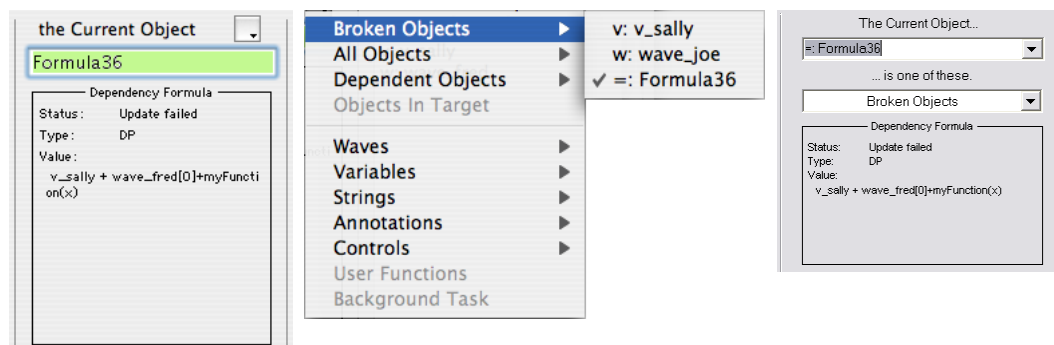 the Current Object
Formula36
Dependency Formula
Status: Update failed
Type: DP
Value:
v_sally + wave_fred[0]+myFuncti
on(x)
Broken Objects
All Objects
Dependent Objects
Objects In Target
Waves
Variables
Strings
Annotations
Controls
User Functions
Background Task
v: v_sally
w: wave_joe
✓ =: Formula36
The Current Object...
=: Formula36
... is one of these.
Broken Objects
Dependency Formula
Status: Update failed
Type: DP
Value:
v_sally + wave_fred[0]+myFunction(x)